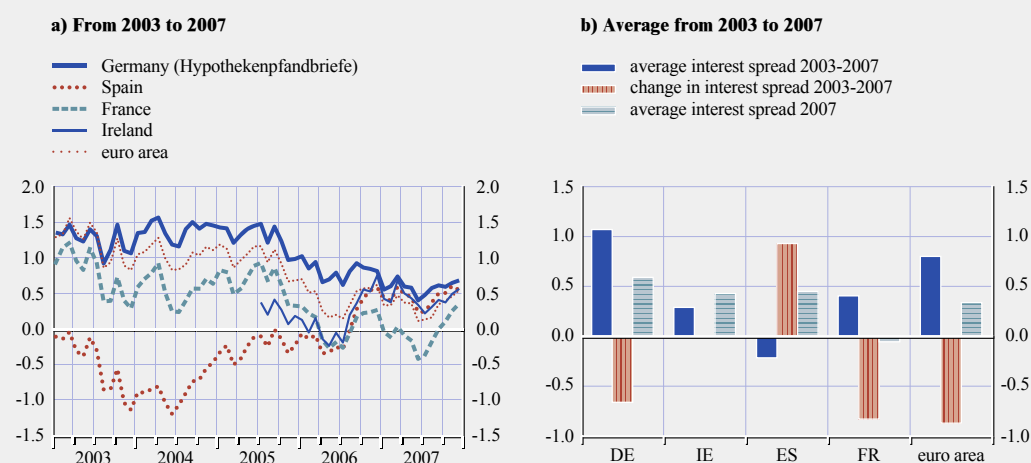 a) From 2003 to 2007
Germany (Hypothekenpfandbriefe)
Spain
France
Ireland
euro area
2.0 2.0
1.5 1.5
1.0 1.0
0.5 0.5
0.0 0.0
-0.5 -0.5
-1.0 -1.0
-1.5 -1.5
2003 2004 2005 2006 2007
b) Average from 2003 to 2007
average interest spread 2003-2007
change in interest spread 2003-2007
average interest spread 2007
1.5 1.5
1.0 1.0
0.5 0.5
0.0 0.0
-0.5 -0.5
-1.0 -1.0
DE IE ES FR euro area